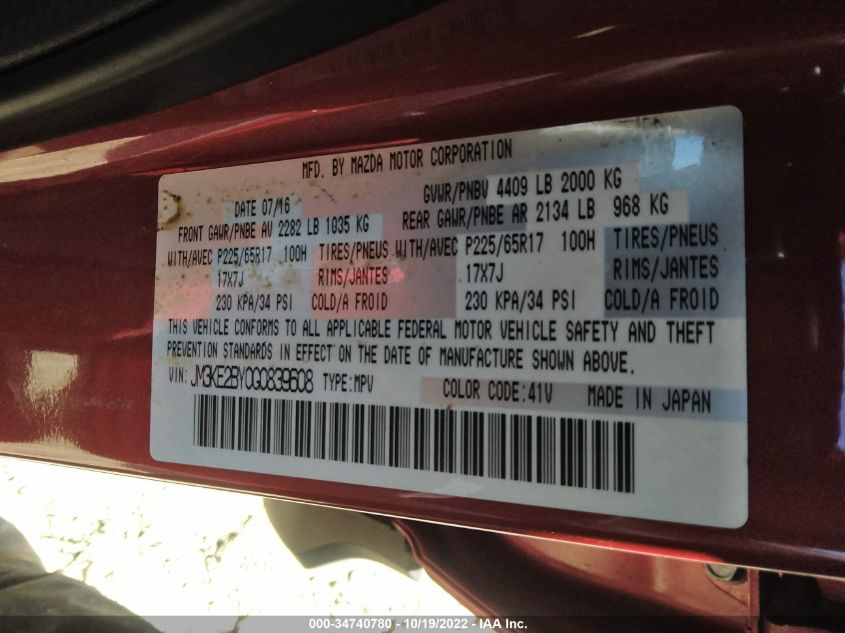 MFD. BY MAZDA MOTOR CORPORATION
DATE 07/16 GVWR/PNBV 4409 LB 2000 KG
FRONT GAWR/PNBE AV 2282 LB 1035 KG REAR GAWR/PNBE AR 2134 LB 968 KG
WITH/AVEC P225/65R17 100H TIRES/PNEUS WITH/AVEC P225/65R17 100H TIRES/PNEUS
17X7J RIMS/JANTES 17X7J RIMS/JANTES
230 KPA/34 PSI COLD/A FROID 230 KPA/34 PSI COLD/A FROID
THIS VEHICLE CONFORMS TO ALL APPLICABLE FEDERAL MOTOR VEHICLE SAFETY AND THEFT
PREVENTION STANDARDS IN EFFECT ON THE DATE OF MANUFACTURE SHOWN ABOVE.
VIN: JM3KE2BY0G0839608 TYPE:MPV COLOR CODE:41V MADE IN JAPAN
000-34740780 - 10/19/2022 - IAA Inc.